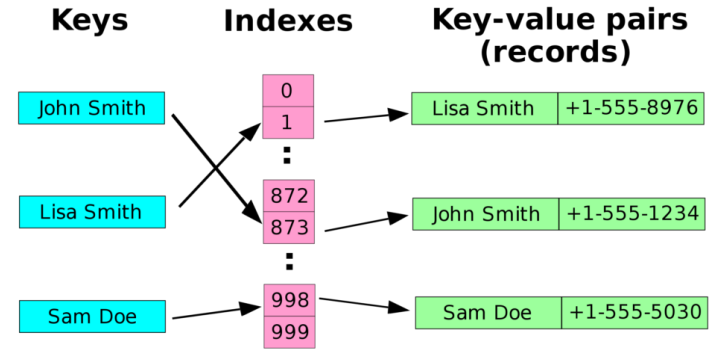 Keys
Indexes
Key-value pairs
(records)
John Smith
Lisa Smith
Sam Doe
0
1
:
872
873
:
998
999
Lisa Smith +1-555-8976
John Smith +1-555-1234
Sam Doe +1-555-5030